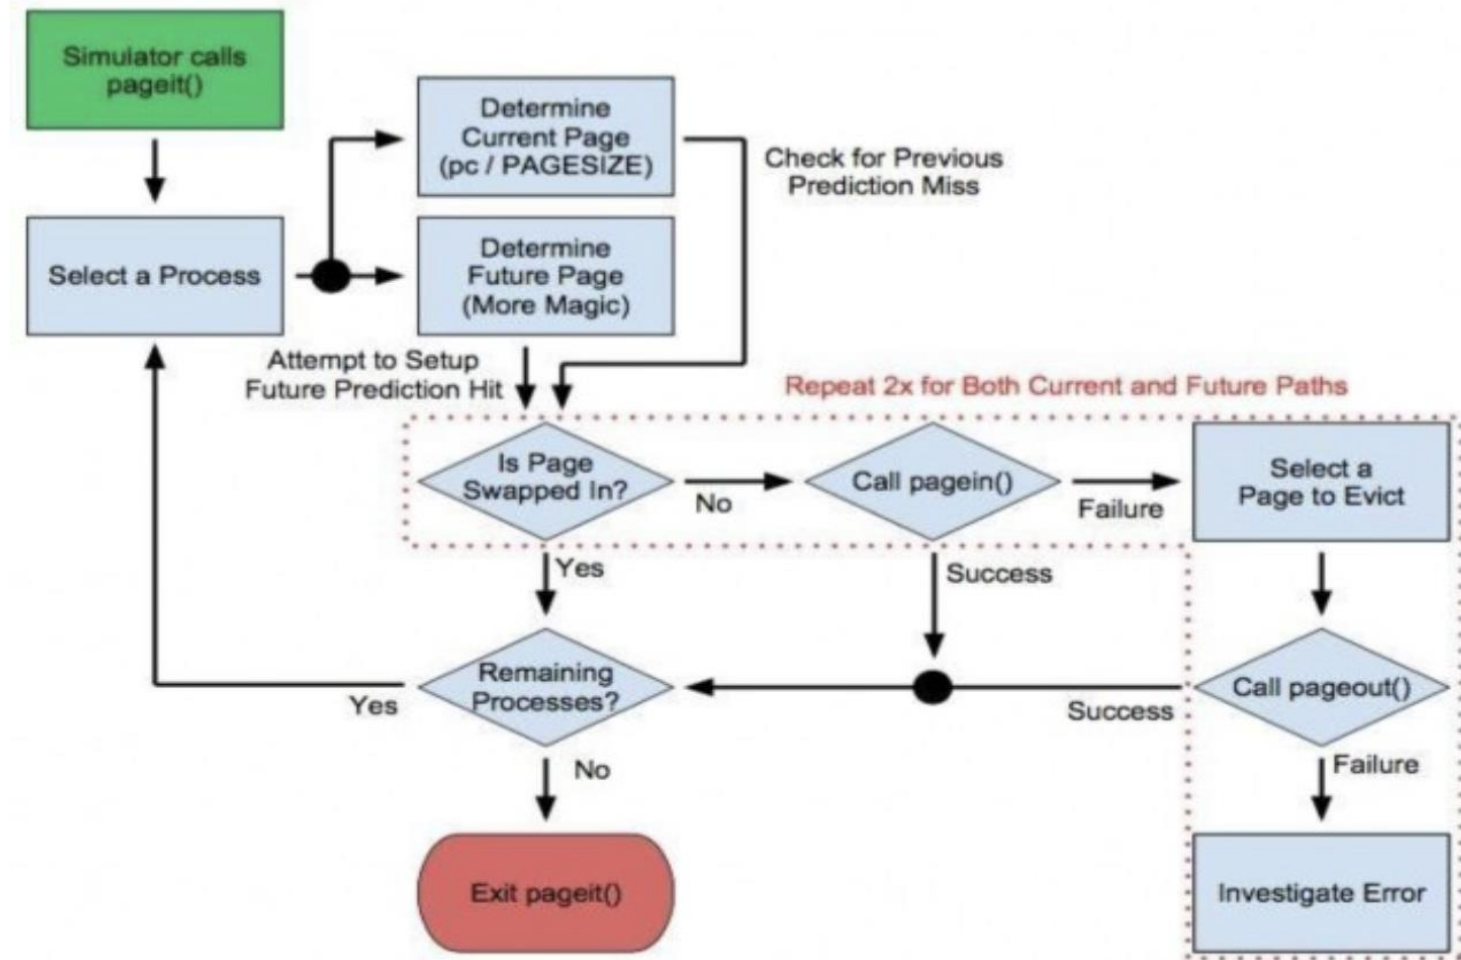 Simulator calls
pageit()
Determine
Current Page
(pc / PAGESIZE)
Check for Previous
Prediction Miss
Select a Process
Determine
Future Page
(More Magic)
Attempt to Setup
Future Prediction Hit
Repeat 2x for Both Current and Future Paths
Is Page
Swapped In?
No
Call pagein()
Failure
Select a
Page to Evict
Yes
Success
Remaining
Processes?
Yes
Success
Call pageout()
No
Failure
Exit pageit()
Investigate Error